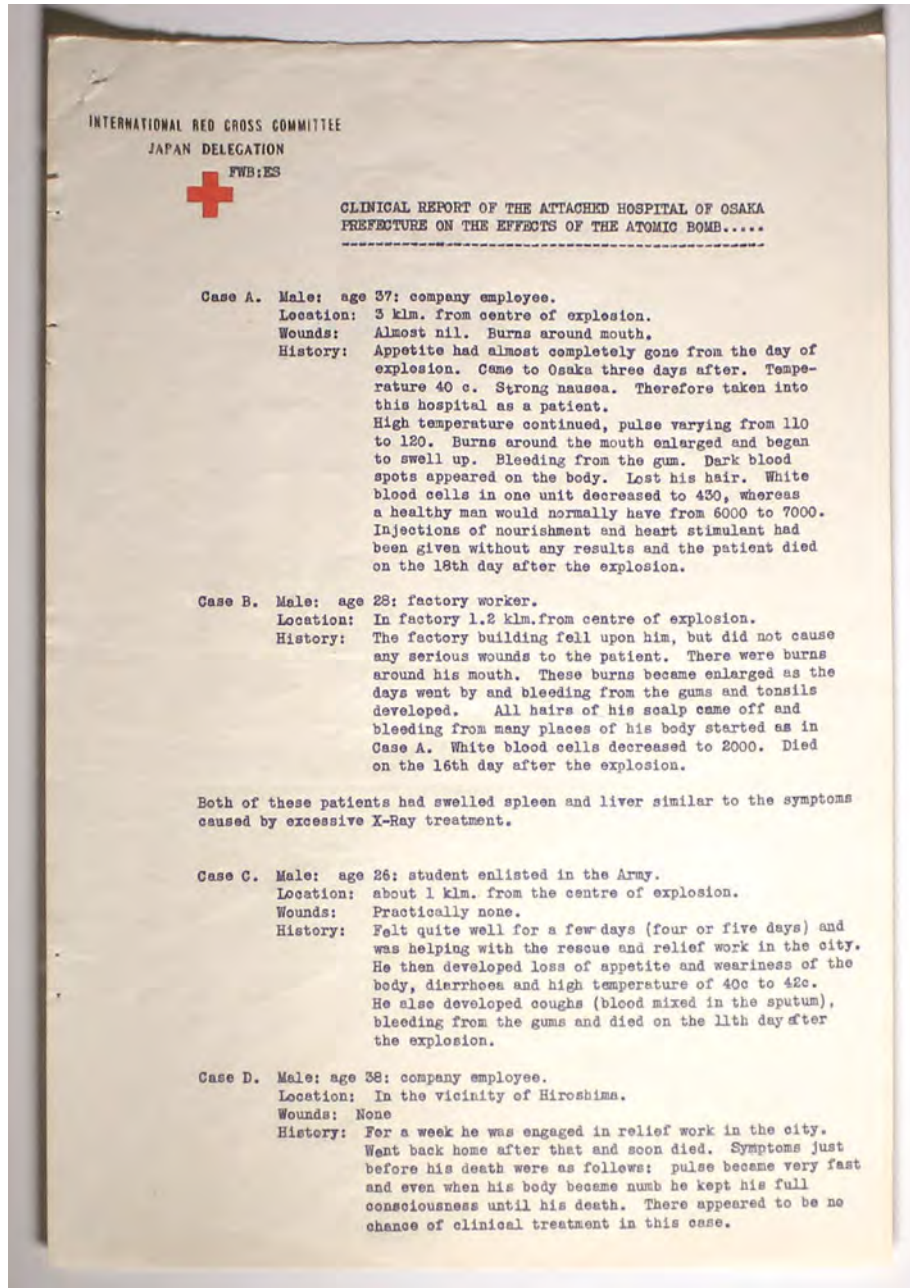 INTERNATIONAL RED CROSS COMMITTEE
JAPAN DELEGATION
FWB:ES
CLINICAL REPORT OF THE ATTACHED HOSPITAL OF OSAKA
PREFECTURE ON THE EFFECTS OF THE ATOMIC BOMB.....
Case A. Male: age 37: company employee.
Location: 3 klm. from centre of explosion.
Wounds: Almost nil. Burns around mouth.
History: Appetite had almost completely gone from the day of
explosion. Came to Osaka three days after. Tempe-
rature 40 c. Strong nausea. Therefore taken into
this hospital as a patient.
High temperature continued, pulse varying from 110
to 120. Burns around the mouth enlarged and began
to swell up. Bleeding from the gum. Dark blood
spots appeared on the body. Lost his hair. White
blood cells in one unit decreased to 430, whereas
a healthy man would normally have from 6000 to 7000.
Injections of nourishment and heart stimulant had
been given without any results and the patient died
on the 18th day after the explosion.
Case B. Male: age 28: factory worker.
Location: In factory 1.2 klm.from centre of explosion.
History: The factory building fell upon him, but did not cause
any serious wounds to the patient. There were burns
around his mouth. These burns became enlarged as the
days went by and bleeding from the gums and tonsils
developed. All hairs of his scalp came off and
bleeding from many places of his body started as in
Case A. White blood cells decreased to 2000. Died
on the 16th day after the explosion.
Both of these patients had swelled spleen and liver similar to the symptoms
caused by excessive X-Ray treatment.
Case C. Male: age 26: student enlisted in the Army.
Location: about 1 klm. from the centre of explosion.
Wounds: Practically none.
History: Felt quite well for a few days (four or five days) and
was helping with the rescue and relief work in the city.
He then developed loss of appetite and weariness of the
body, diarrhoea and high temperature of 40c to 42c.
He also developed coughs (blood mixed in the sputum),
bleeding from the gums and died on the 11th day after
the explosion.
Case D. Male: age 38: company employee.
Location: In the vicinity of Hiroshima.
Wounds: None
History: For a week he was engaged in relief work in the city.
Went back home after that and soon died. Symptoms just
before his death were as follows: pulse became very fast
and even when his body became numb he kept his full
consciousness until his death. There appeared to be no
chance of clinical treatment in this case.